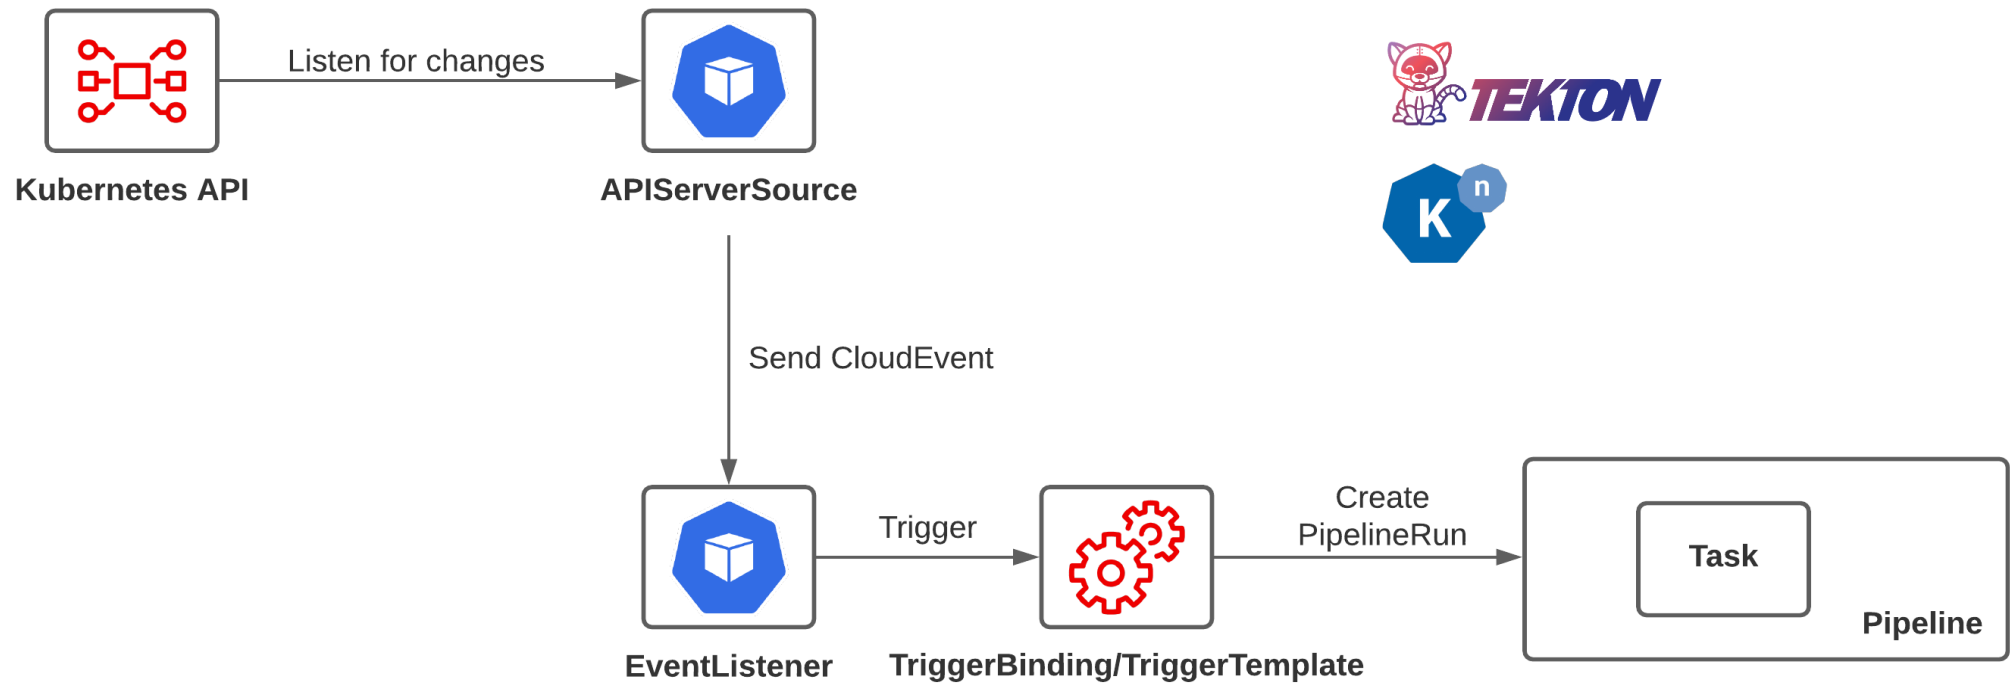 Listen for changes
Kubernetes API
APIServerSource
TEKTON
K
n
Send CloudEvent
Trigger
Create
PipelineRun
Task
Pipeline
EventListener
TriggerBinding/TriggerTemplate